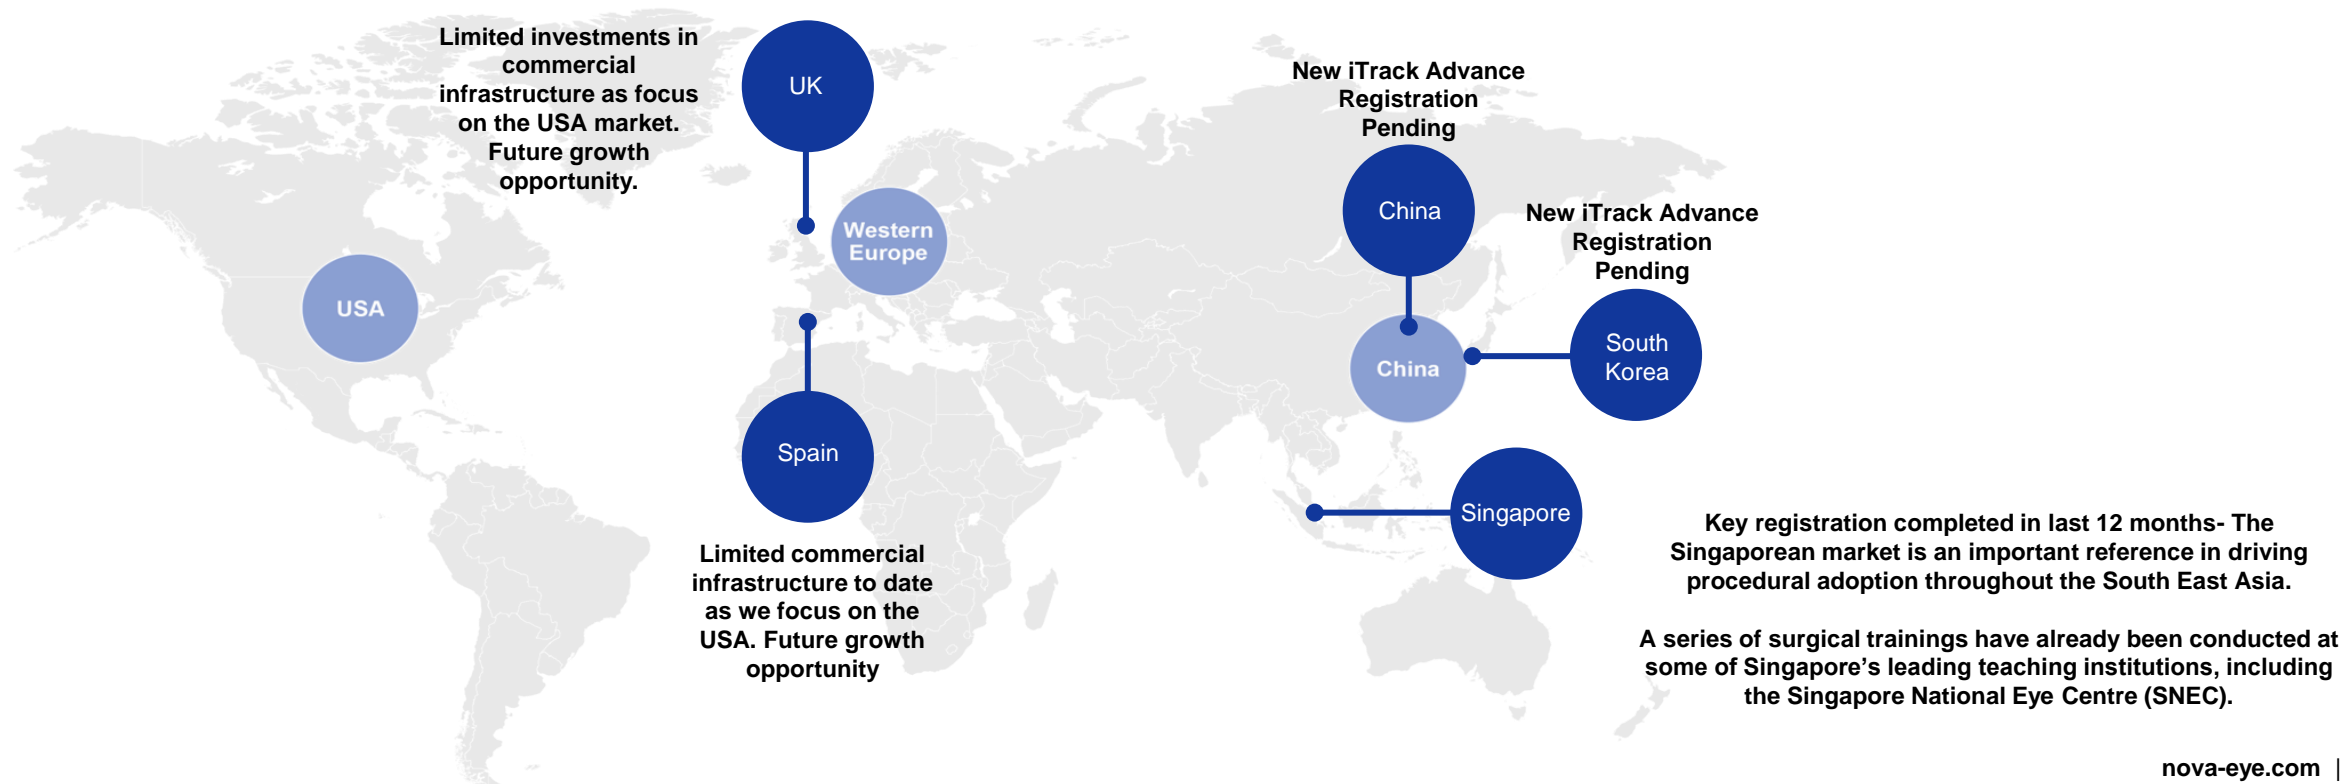 Limited investments in
commercial
infrastructure as focus
on the USA market.
Future growth
opportunity.
UK
New iTrack Advance
Registration
Pending
China
New iTrack Advance
Registration
Pending
Western
Europe
USA
South
Korea
China
Spain
Singapore
Limited commercial
infrastructure to date
as we focus on the
USA. Future growth
opportunity
Key registration completed in last 12 months- The
Singaporean market is an important reference in driving
procedural adoption throughout the South East Asia.
A series of surgical trainings have already been conducted at
some of Singapore’s leading teaching institutions, including
the Singapore National Eye Centre (SNEC).
nova-eye.com |